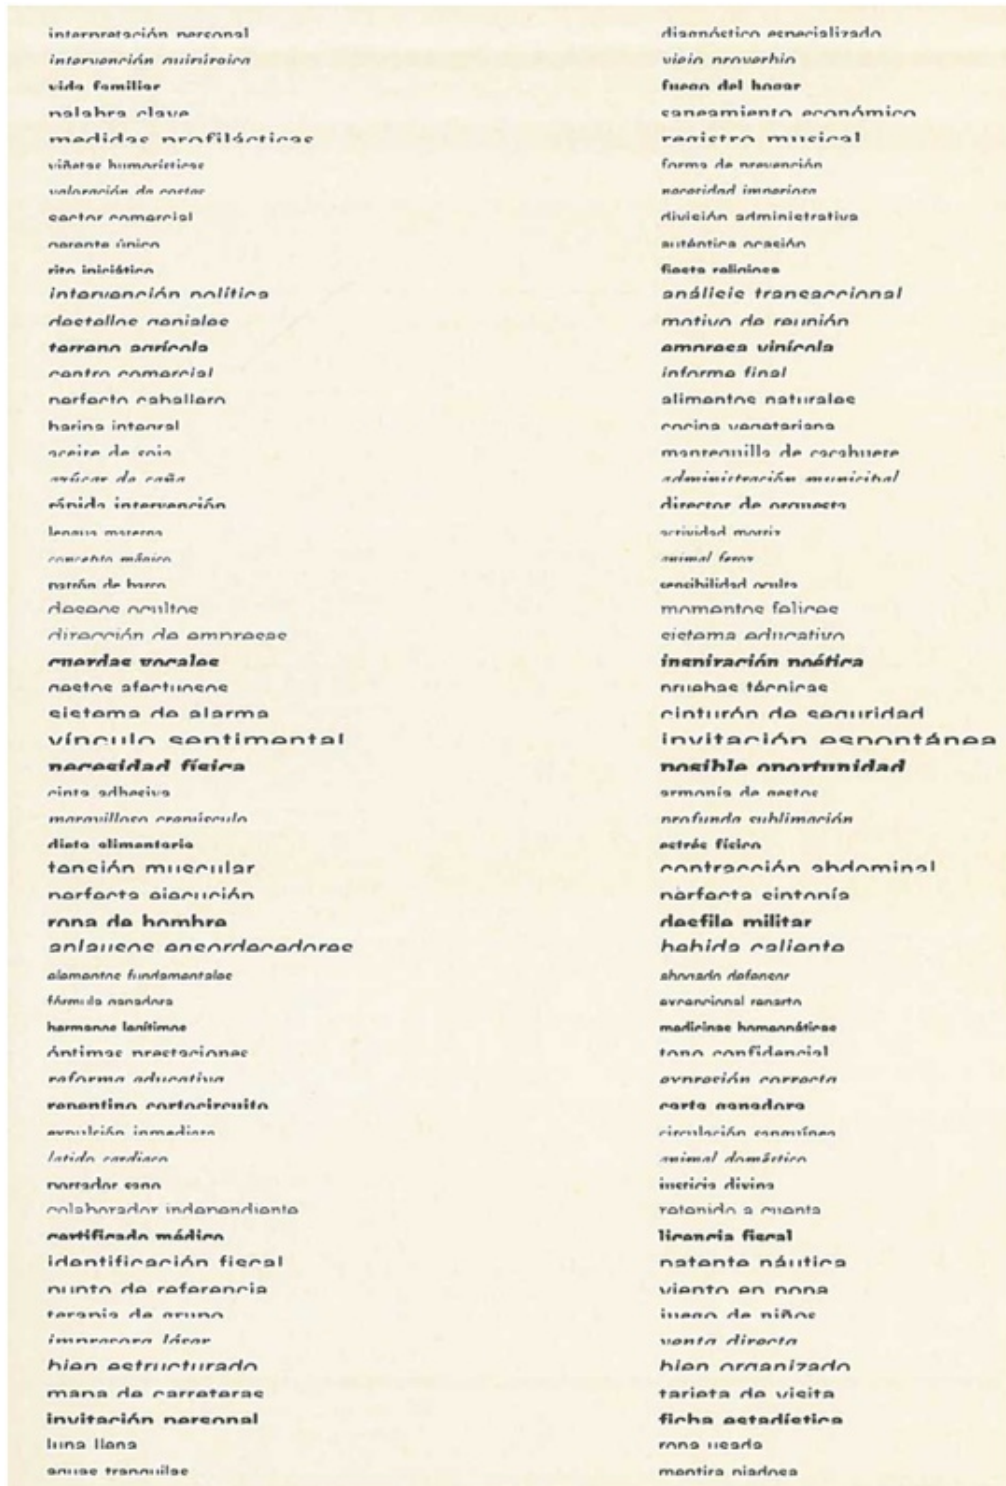 interpretación personal
intervención quirúrgica
vida familiar
palabra clave
medidas profilácticas
viñetas humorísticas
valoración de costes
sector comercial
gerente único
rito iniciático
intervención política
destellos geniales
terreno agrícola
centro comercial
perfecto caballero
harina integral
aceite de soja
azúcar de caña
rápida intervención
lengua materna
concepto mágico
patrón de barco
deseos ocultos
dirección de empresas
cuerdas vocales
gestos afectuosos
sistema de alarma
vínculo sentimental
necesidad física
cinta adhesiva
maravilloso crepúsculo
dieta alimentaria
tensión muscular
perfecta ejecución
ropa de hombre
aplausos ensordecedores
elementos fundamentales
fórmula ganadora
hermanos legítimos
óptimas prestaciones
reforma educativa
repentino cortocircuito
expulsión inmediata
latido cardiaco
portador sano
colaborador independiente
certificado médico
identificación fiscal
punto de referencia
terapia de grupo
impresora láser
bien estructurado
mapa de carreteras
invitación personal
luna llena
aguas tranquilas
diagnóstico especializado
viejo proverbio
fuego del hogar
saneamiento económico
registro musical
forma de prevención
necesidad imperiosa
división administrativa
auténtica ocasión
fiesta religiosa
análisis transaccional
motivo de reunión
empresa vinícola
informe final
alimentos naturales
cocina vegetariana
mantequilla de cacahuete
administración municipal
director de orquesta
actividad motriz
animal feroz
sensibilidad oculta
momentos felices
sistema educativo
inspiración poética
pruebas técnicas
cinturón de seguridad
invitación espontánea
posible oportunidad
armonía de gestos
profunda sublimación
estrés físico
contracción abdominal
perfecta sintonía
desfile militar
bebida caliente
abogado defensor
excepcional reparto
medicinas homeopáticas
tono confidencial
expresión correcta
carta ganadora
circulación sanguínea
animal doméstico
justicia divina
retenido a cuenta
licencia fiscal
patente náutica
viento en popa
juego de niños
venta directa
bien organizado
tarjeta de visita
ficha estadística
ropa usada
mentira piadosa